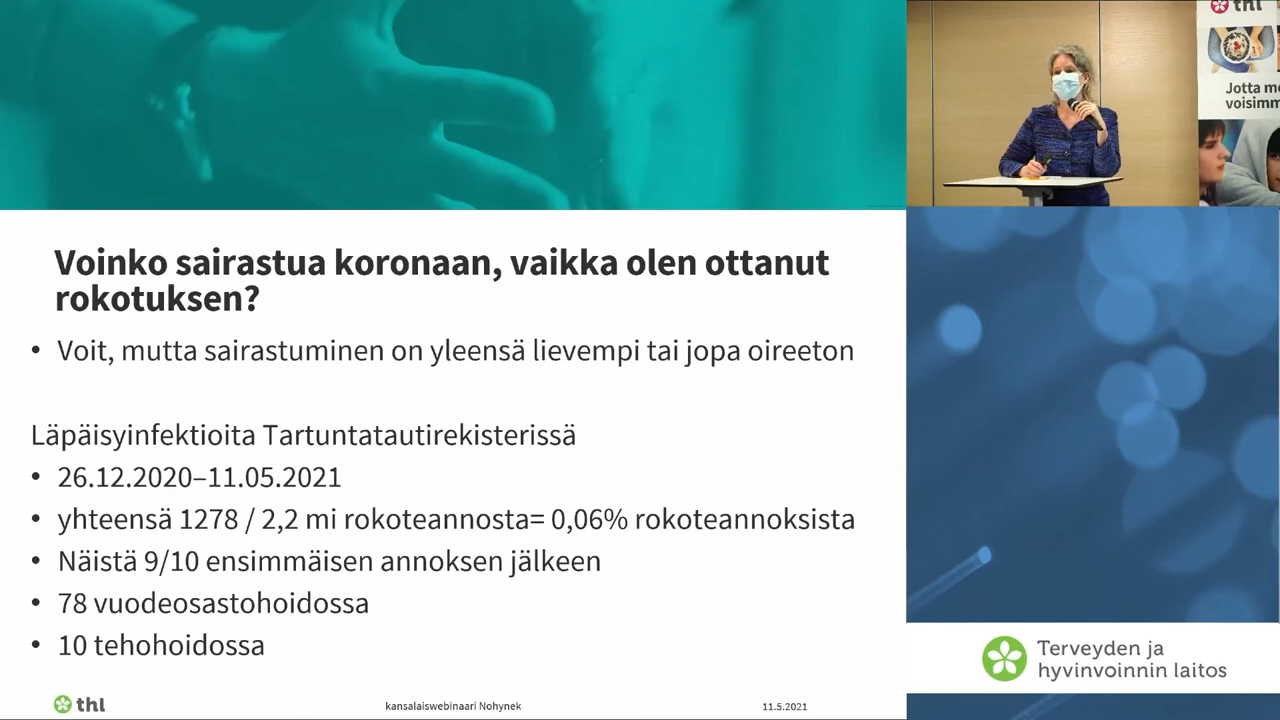 Voinko sairastua koronaan, vaikka olen ottanut
rokotuksen?
• Voit, mutta sairastuminen on yleensä lievempi tai jopa oireeton
Läpäisyinfektioita Tartuntatautirekisterissä
• 26.12.2020–11.05.2021
• yhteensä 1278 / 2,2 mi rokoteannosta= 0,06% rokoteannoksista
• Näistä 9/10 ensimmäisen annoksen jälkeen
• 78 vuodeosastohoidossa
• 10 tehohoidossa
thl
kansalaiswebinaari Nohynek
11.5.2021
thl
Jotta
voisimm
Terveyden ja
hyvinvoinnin laitos